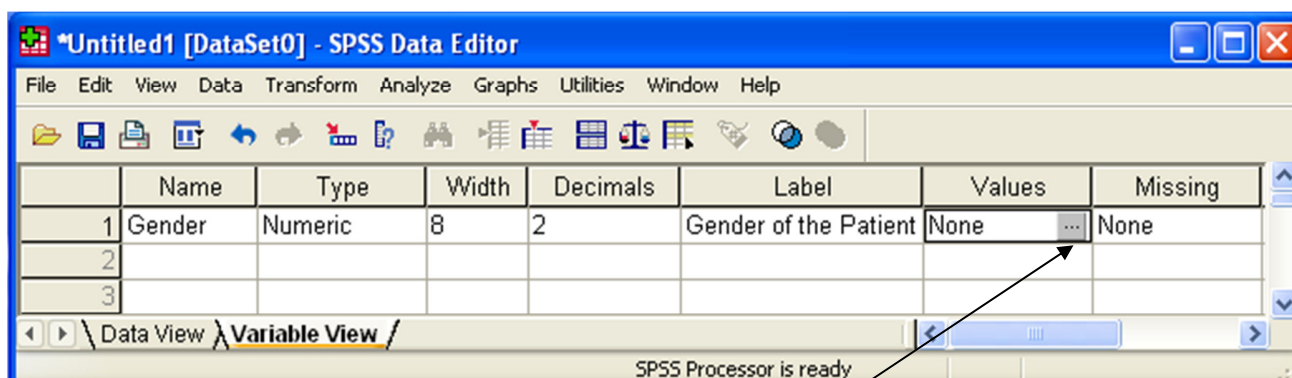 *Untitled1 [DataSet0] - SPSS Data Editor
File Edit View Data Transform Analyze Graphs Utilities Window Help
Name Type Width Decimals Label Values Missing
1 Gender Numeric 8 2 Gender of the Patient None ... None
2
3
Data View Variable View
SPSS Processor is ready